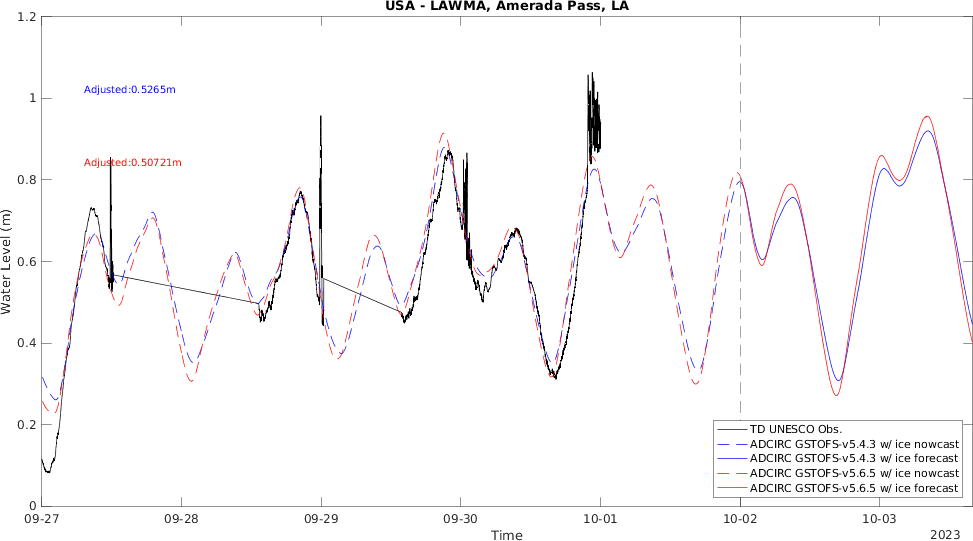 USA - LAWMA, Amerada Pass, LA
1.2
1
0.8
0.6
0.4
0.2
0
Water Level (m)
Adjusted:0.5265m
Adjusted:0.50721m
TD UNESCO Obs.
ADCIRC GSTOFS-v5.4.3 w/ ice nowcast
ADCIRC GSTOFS-v5.4.3 w/ ice forecast
ADCIRC GSTOFS-v5.6.5 w/ ice nowcast
ADCIRC GSTOFS-v5.6.5 w/ ice forecast
09-27 09-28 09-29 09-30 10-01 10-02 10-03
Time
2023